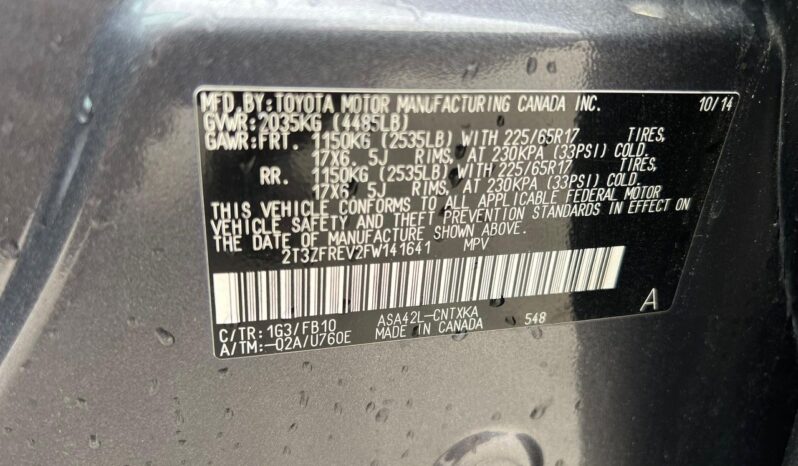 MFD.BY:TOYOTA MOTOR MANUFACTURING CANADA INC. 10/14
GVWR:2035KG (4485LB)
GAWR:FRT. 1150KG (2535LB) WITH 225/65R17 TIRES,
17X6.5J RIMS, AT 230KPA (33PSI) COLD,
RR. 1150KG (2535LB) WITH 225/65R17 TIRES,
17X6.5J RIMS, AT 230KPA (33PSI) COLD,
THIS VEHICLE CONFORMS TO ALL APPLICABLE FEDERAL MOTOR
VEHICLE SAFETY AND THEFT PREVENTION STANDARDS IN EFFECT ON
THE DATE OF MANUFACTURE SHOWN ABOVE.
2T3ZFREV2FW141641 MPV
C/TR: 1G3/FB10 ASA42L-CNTXKA 548 A
A/TM:-02A/U760E MADE IN CANADA